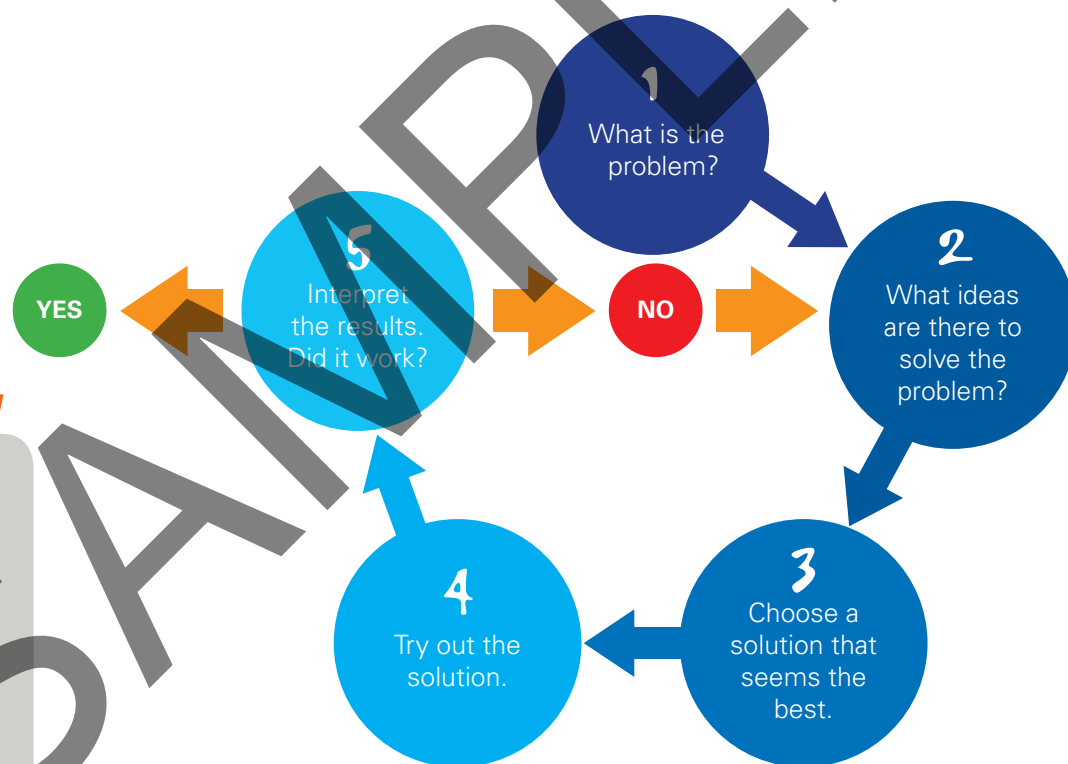 1
What is the
problem?
2
What ideas
are there to
solve the
problem?
3
Choose a
solution that
seems the
best.
4
Try out the
solution.
5
Interpret
the results.
Did it work?
YES
NO
SAMPL